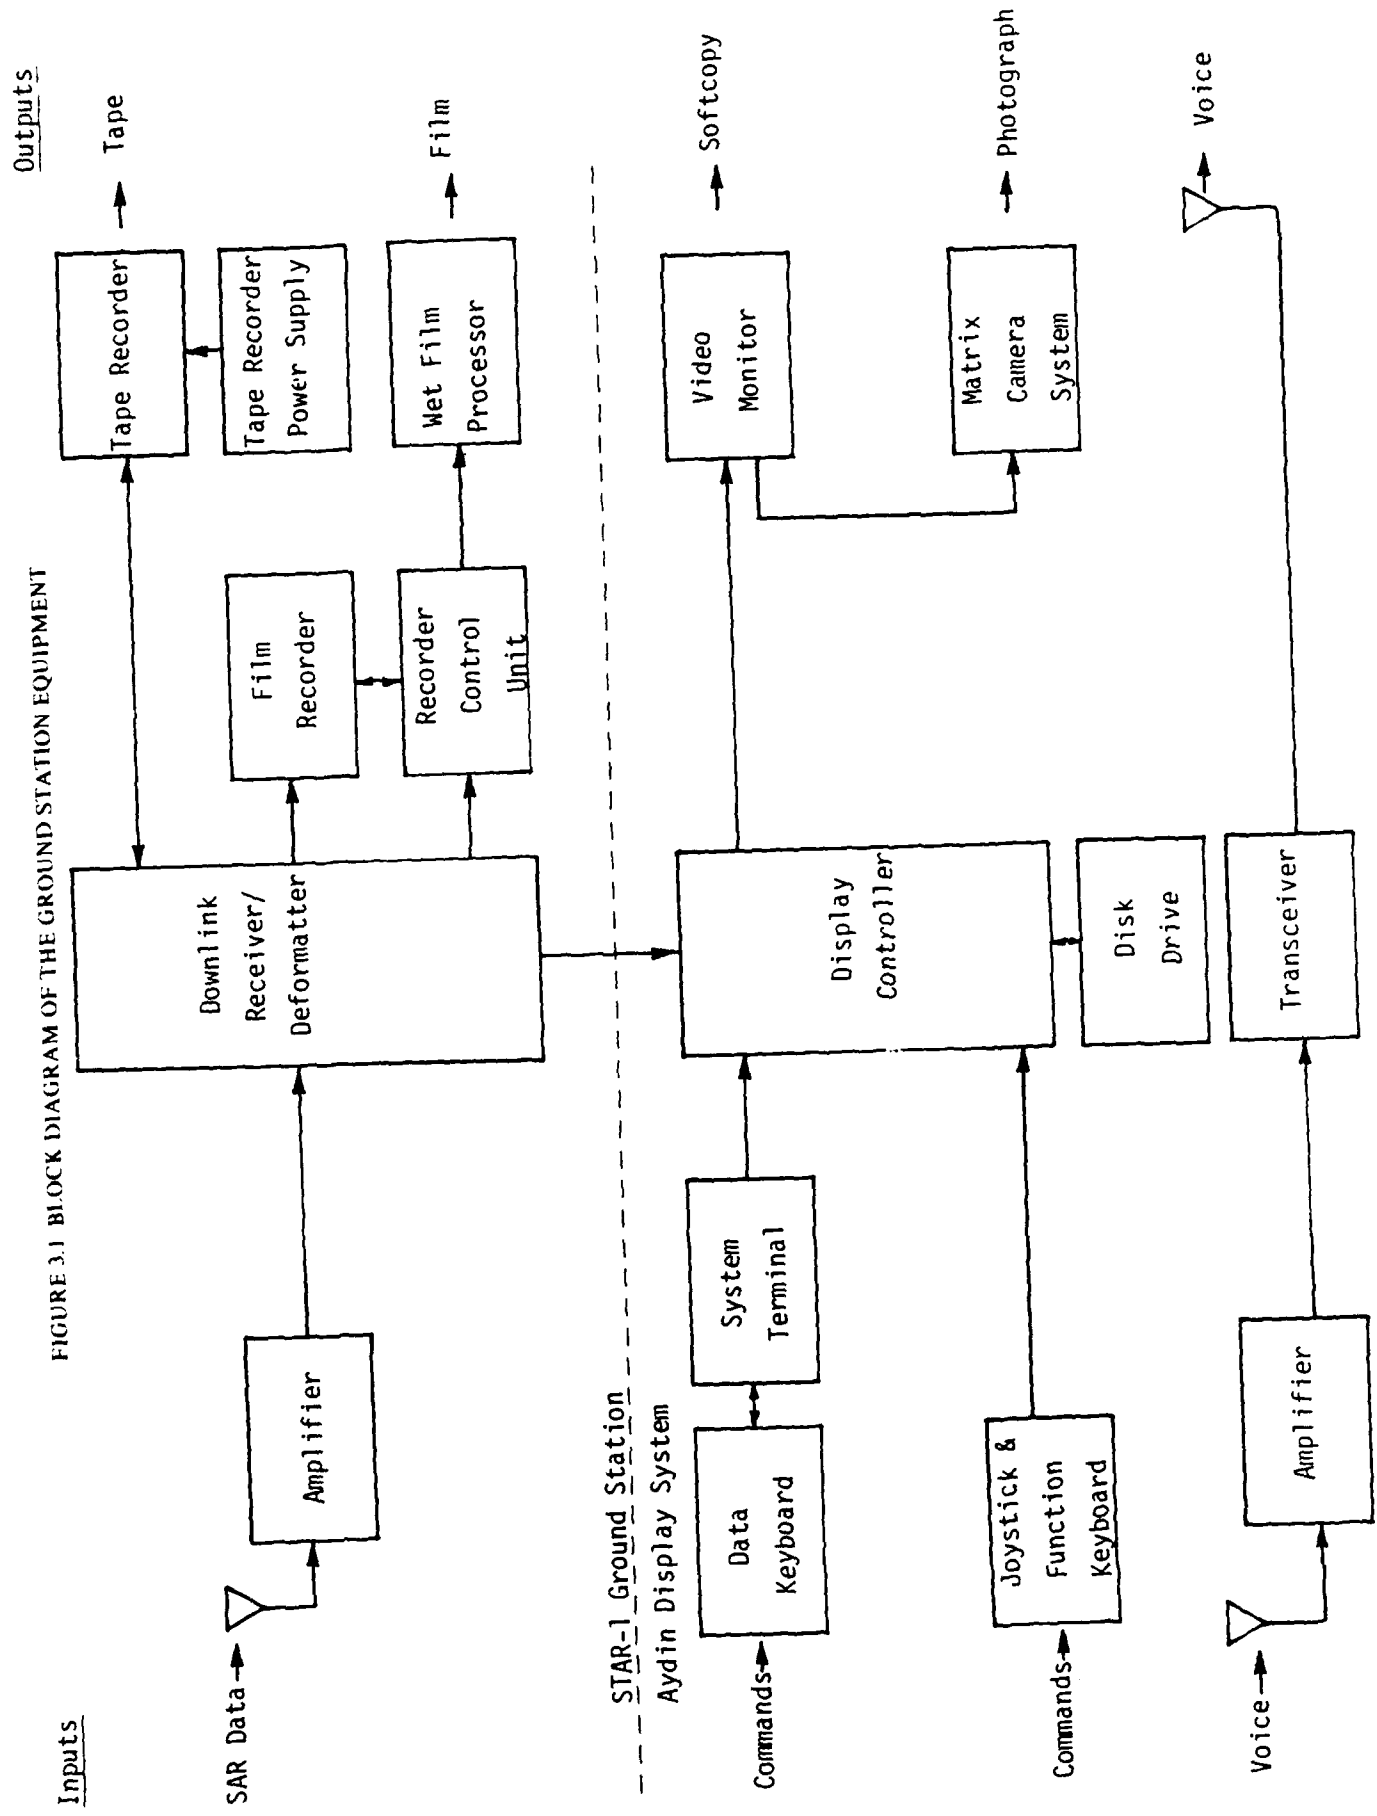 FIGURE 3.1 BLOCK DIAGRAM OF THE GROUND STATION EQUIPMENT
Inputs
Outputs
SAR Data
Amplifier
Downlink
Receiver/
Deformatter
Tape Recorder
Tape
Tape Recorder
Power Supply
Film
Recorder
Recorder
Control
Unit
Wet Film
Processor
Film
STAR-1 Ground Station
Aydin Display System
Commands
Data
Keyboard
System
Terminal
Display
Controller
Video
Monitor
Softcopy
Commands
Joystick &
Function
Keyboard
Disk
Drive
Matrix
Camera
System
Photograph
Voice
Amplifier
Transceiver
Voice